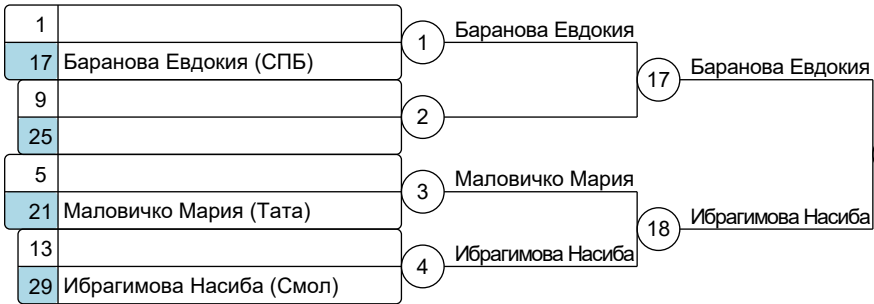 1
17 Баранова Евдокия (СПБ)
9
25
5
21 Маловичко Мария (Тата)
13
29 Ибрагимова Насиба (Смол)
1
2
3
4
Баранова Евдокия
Маловичко Мария
Ибрагимова Насиба
17
18
Баранова Евдокия
Ибрагимова Насиба